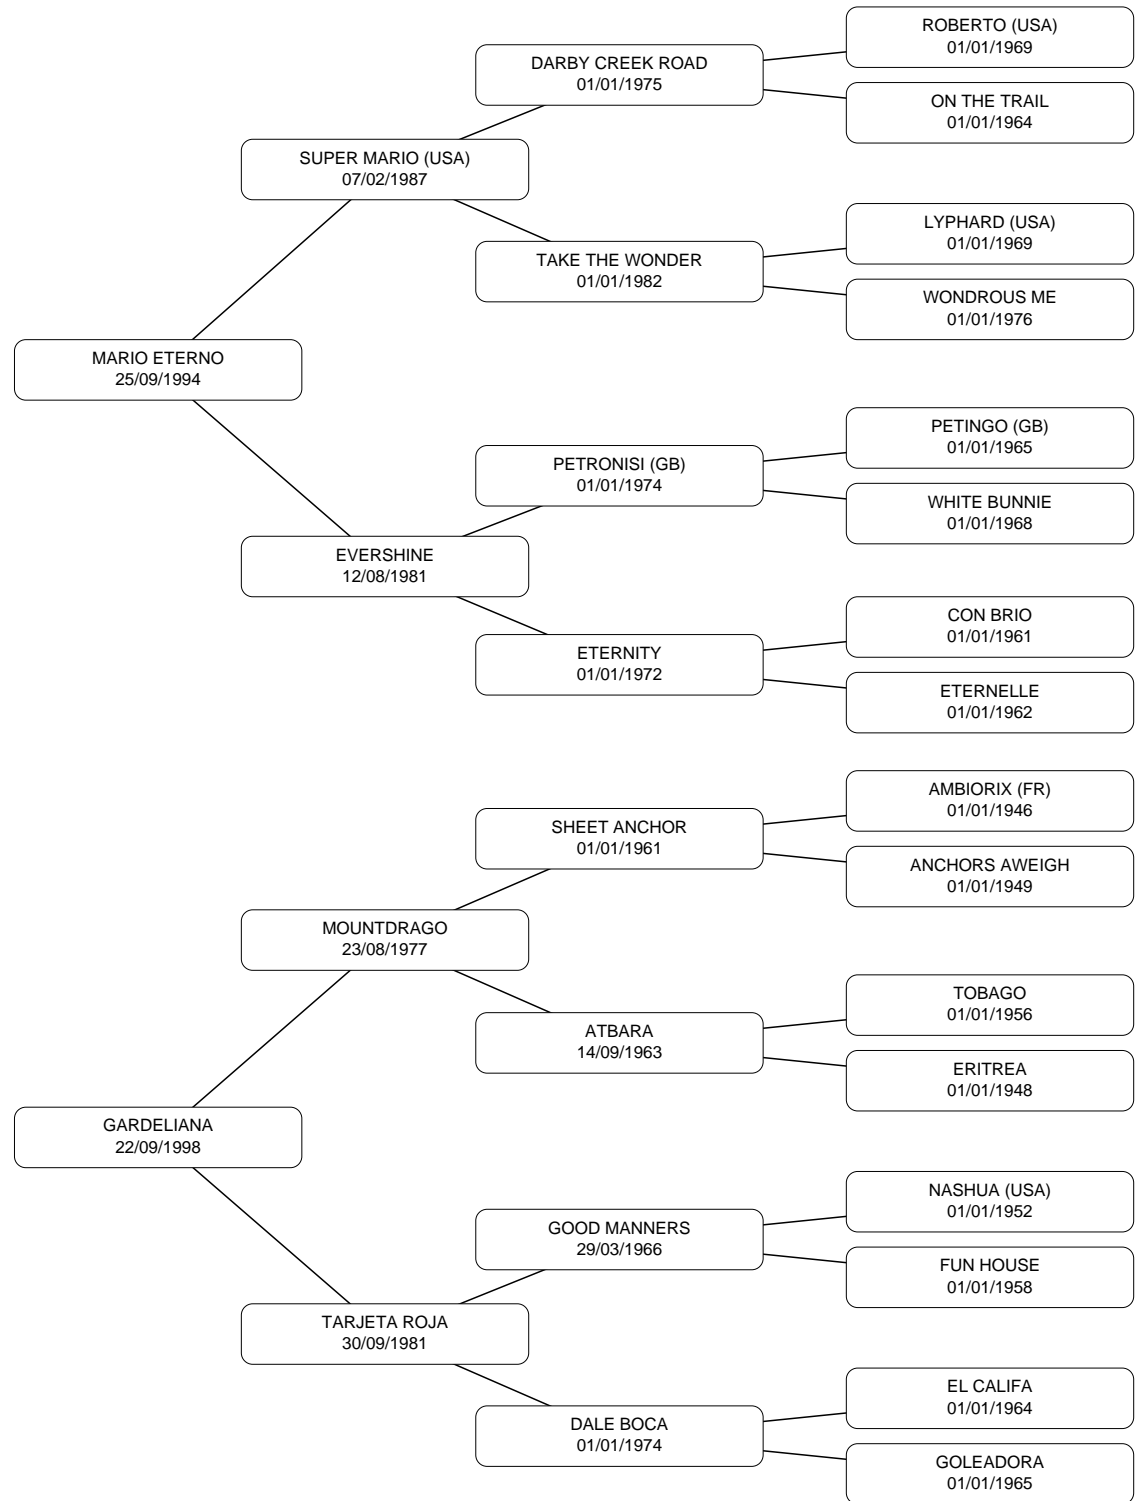 ROBERTO (USA)
01/01/1969
DARBY CREEK ROAD
01/01/1975
ON THE TRAIL
01/01/1964
SUPER MARIO (USA)
07/02/1987
LYPHARD (USA)
01/01/1969
TAKE THE WONDER
01/01/1982
WONDROUS ME
01/01/1976
MARIO ETERNO
25/09/1994
PETINGO (GB)
01/01/1965
PETRONISI (GB)
01/01/1974
WHITE BUNNIE
01/01/1968
EVERSHINE
12/08/1981
CON BRIO
01/01/1961
ETERNITY
01/01/1972
ETERNELLE
01/01/1962
AMBIORIX (FR)
01/01/1946
SHEET ANCHOR
01/01/1961
ANCHORS AWEIGH
01/01/1949
MOUNTDRAGO
23/08/1977
TOBAGO
01/01/1956
ATBARA
14/09/1963
ERITREA
01/01/1948
GARDELIANA
22/09/1998
NASHUA (USA)
01/01/1952
GOOD MANNERS
29/03/1966
FUN HOUSE
01/01/1958
TARJETA ROJA
30/09/1981
EL CALIFA
01/01/1964
DALE BOCA
01/01/1974
GOLEADORA
01/01/1965